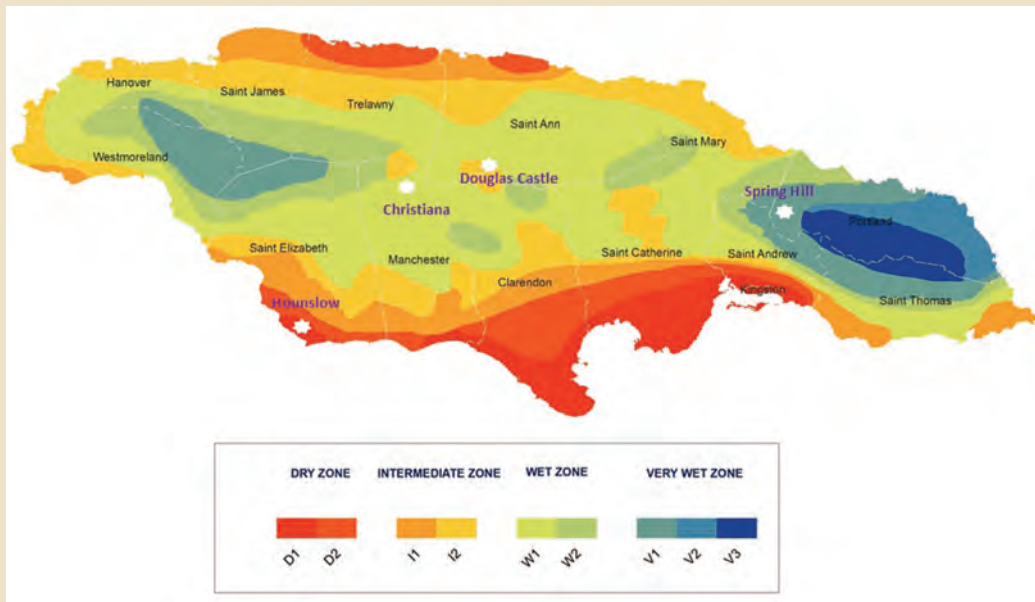 Hanover
Saint James
Trelawny
Saint Ann
Saint Mary
Westmoreland
Douglas Castle
Spring Hill
Christiana
Portland
Saint Elizabeth
Manchester
Saint Catherine
Saint Andrew
Clarendon
Kingston
Hounslow
Saint Thomas
DRY ZONE INTERMEDIATE ZONE WET ZONE VERY WET ZONE
D1 D2 I1 I2 W1 W2 V1 V2 V3